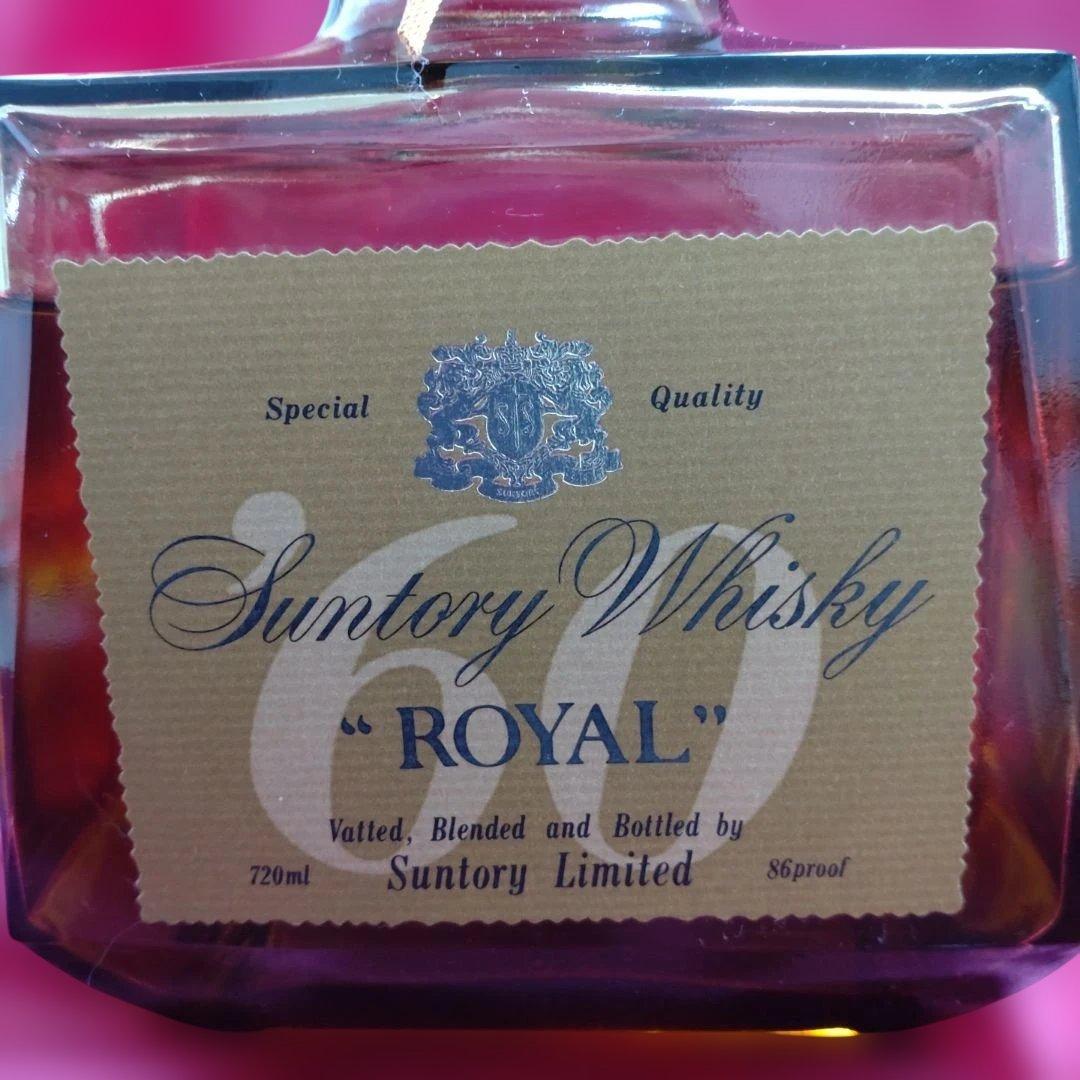 Special Quality
'60
Suntory Whisky
“ROYAL”
Vatted, Blended and Bottled by
720ml Suntory Limited 86proof